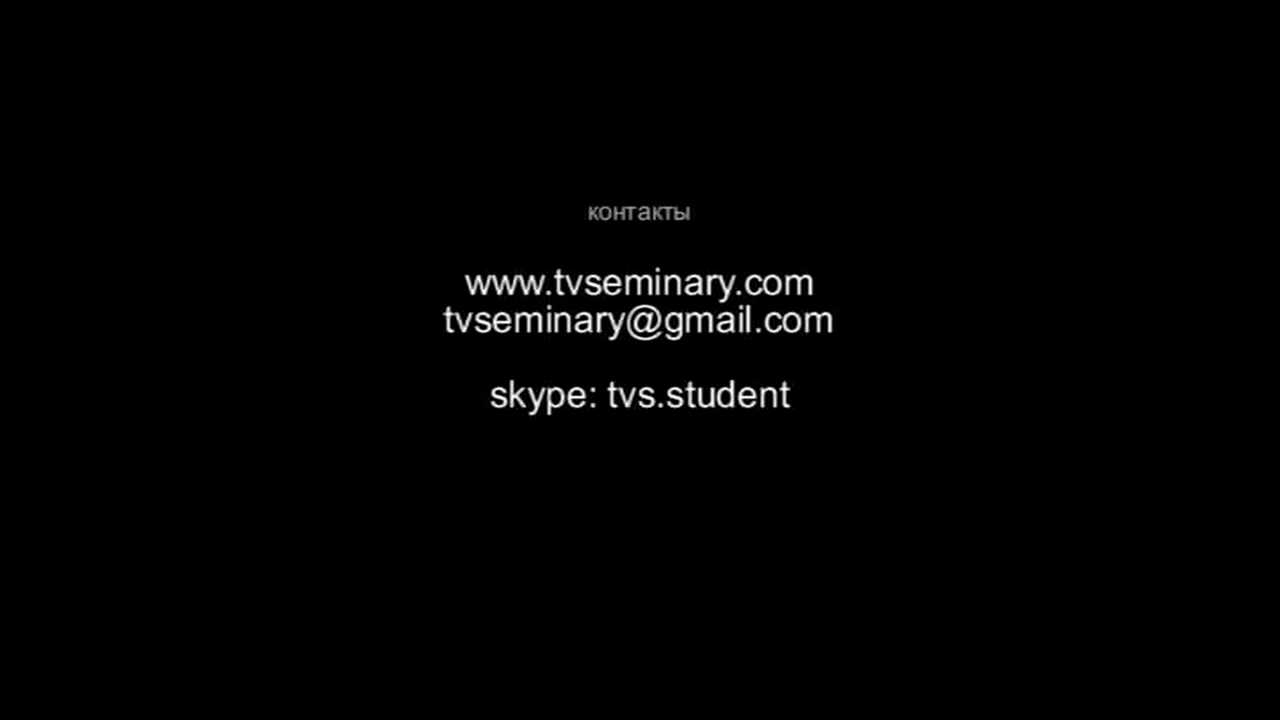 контакты
www.tvseminary.com
tvseminary@gmail.com
skype: tvs.student